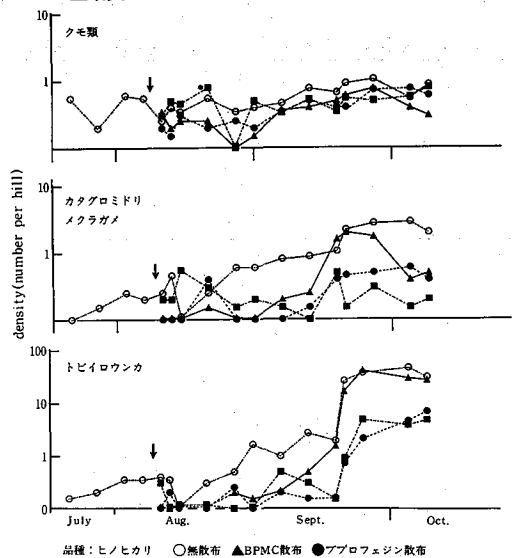 10
クモ類
1
10
カタグロミドリ
メクラガメ
1
density(number per hill)
100
トビイロウンカ
10
1
0
July Aug. Sept. Oct.
品種：ヒノヒカリ ○無散布 ▲BPMC散布 ●ブプロフェジン散布